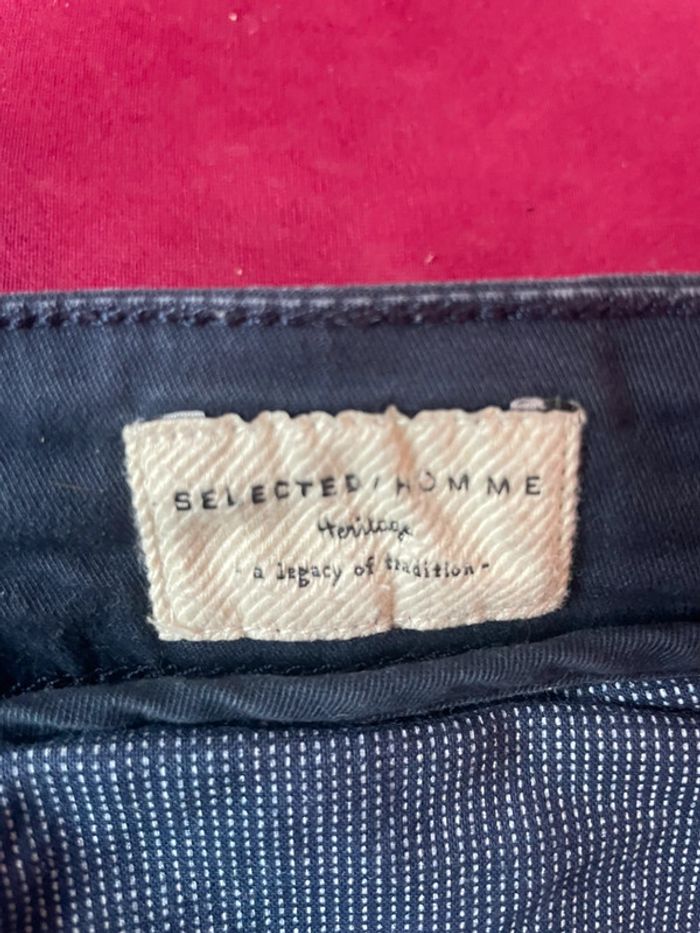 SELECTED / HOMME
Heritage
- a legacy of tradition -